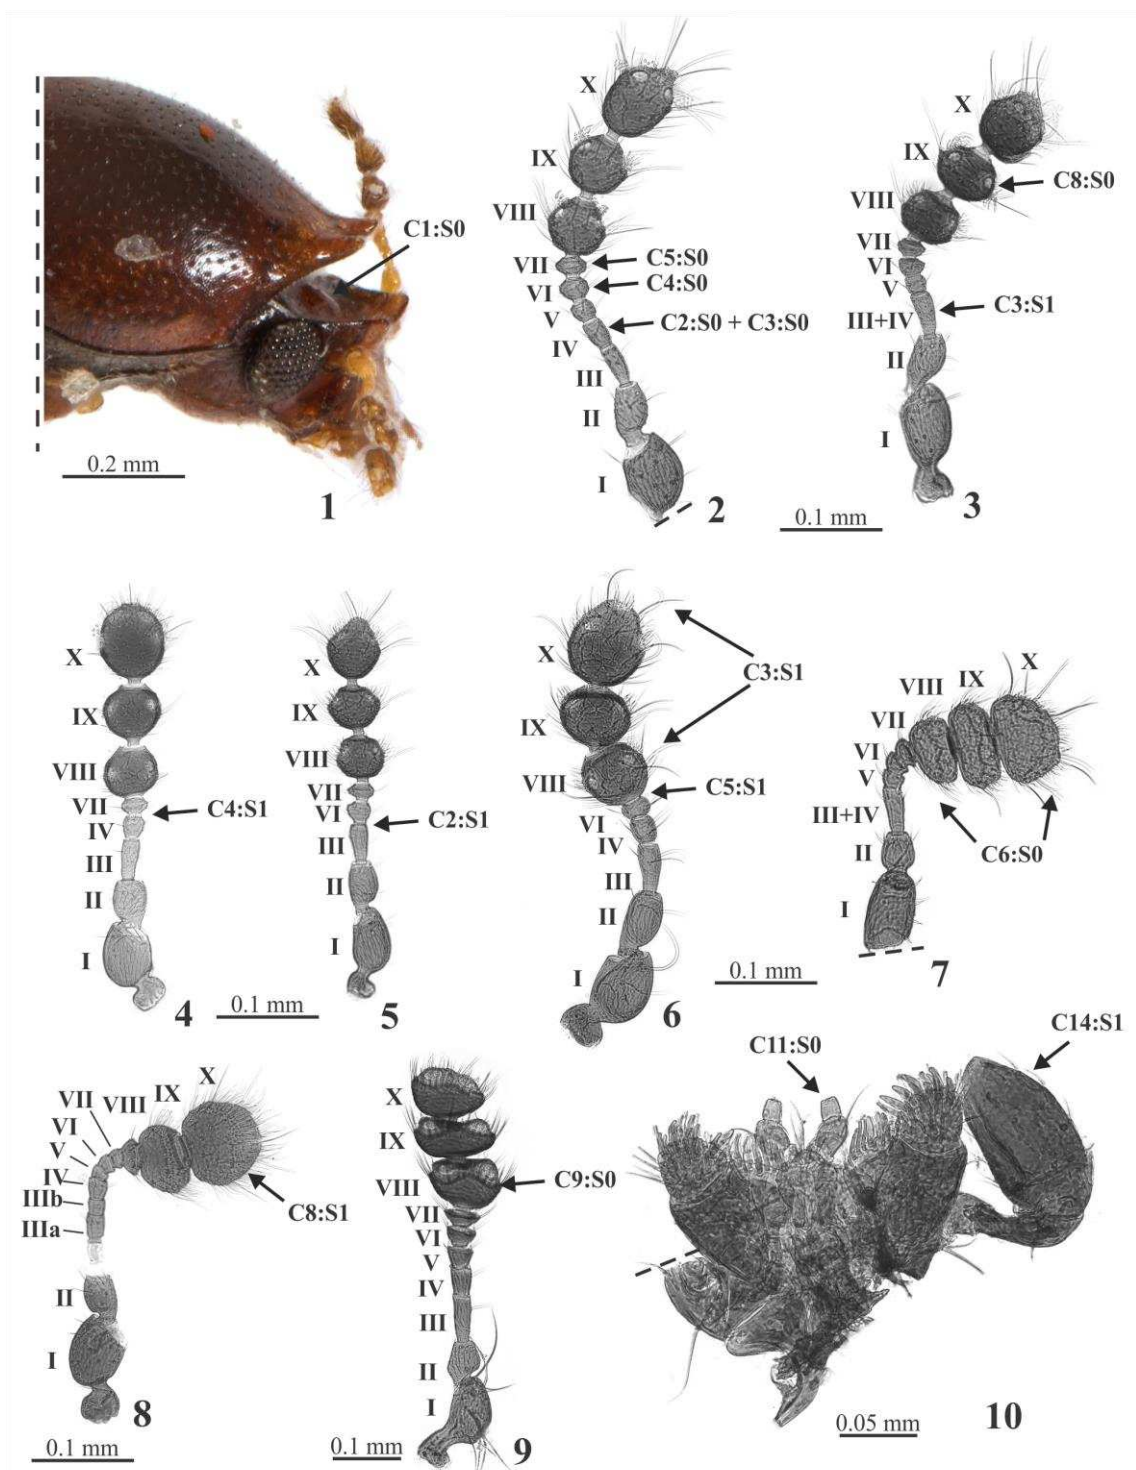 C1:S0
0.2 mm
1
X
IX
VIII
VII
VI
V
IV
III
II
I
C5:S0
C4:S0
C2:S0 + C3:S0
2
X
IX
VIII
VII
VI
V
III+IV
II
I
C8:S0
C3:S1
3
0.1 mm
X
IX
VIII
VII
IV
III
II
I
C4:S1
4
0.1 mm
X
IX
VIII
VII
VI
III
II
I
C2:S1
5
X
IX
VIII
VI
IV
III
II
I
C3:S1
C5:S1
6
0.1 mm
X
IX
VIII
VII
VI
V
III+IV
II
I
C6:S0
7
X
IX
VIII
VII
VI
V
IV
IIIb
IIIa
II
I
C8:S1
8
0.1 mm
X
IX
VIII
VII
VI
V
IV
III
II
I
C9:S0
9
0.1 mm
C11:S0
C14:S1
0.05 mm
10